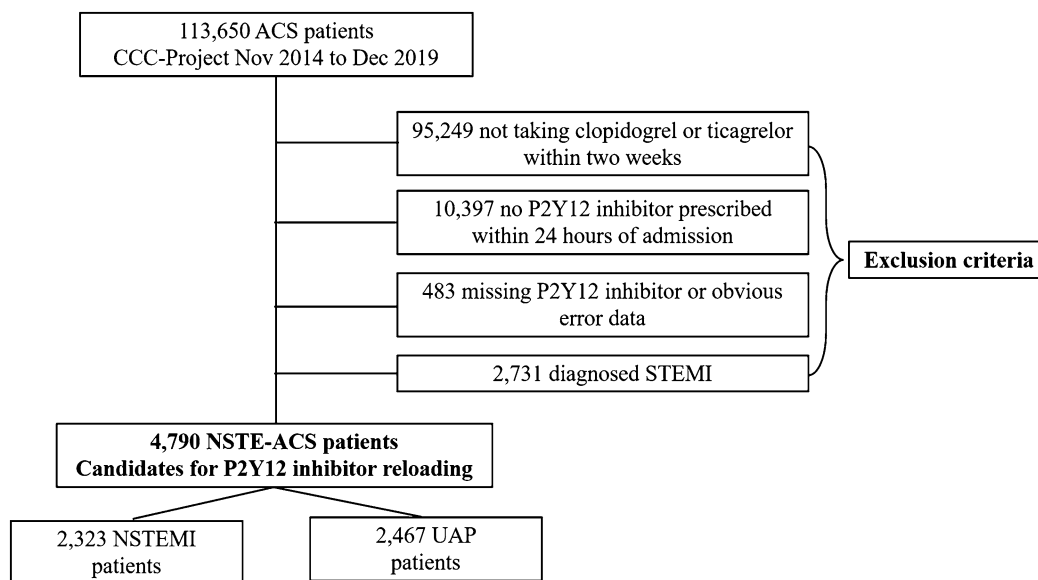 113,650 ACS patients
CCC-Project Nov 2014 to Dec 2019
95,249 not taking clopidogrel or ticagrelor
within two weeks
10,397 no P2Y12 inhibitor prescribed
within 24 hours of admission
Exclusion criteria
483 missing P2Y12 inhibitor or obvious
error data
2,731 diagnosed STEMI
4,790 NSTE-ACS patients
Candidates for P2Y12 inhibitor reloading
2,323 NSTEMI
patients
2,467 UAP
patients